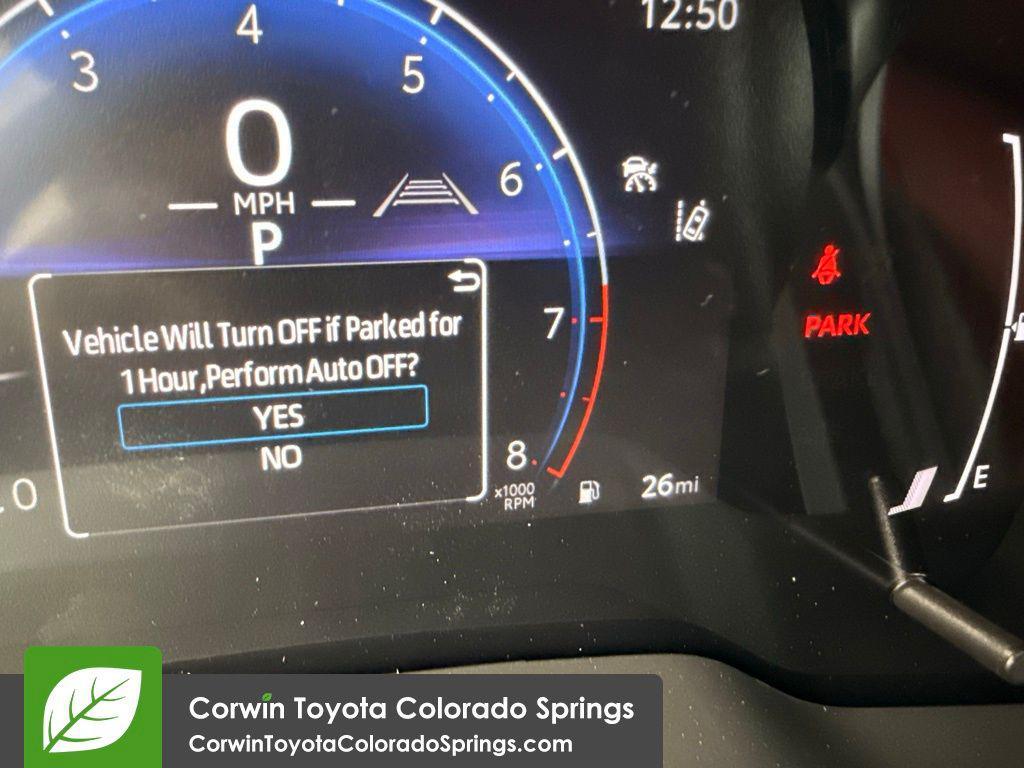 12:50
4
3
5
0
6
MPH
P
Vehicle Will Turn OFF if Parked for
1 Hour,Perform Auto OFF?
YES
NO
7
PARK
8
x1000
RPM
26mi
E
.0
Corwin Toyota Colorado Springs
CorwinToyotaColoradoSprings.com